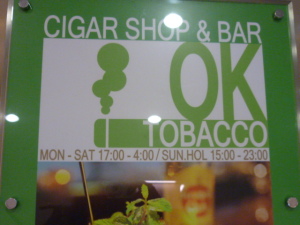 CIGAR SHOP & BAR
OK
TOBACCO
MON - SAT 17:00 - 4:00 / SUN.HOL 15:00 - 23:00